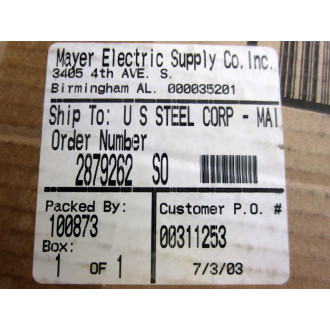 Mayer Electric Supply Co. Inc.
3405 4th AVE. S.
Birmingham AL. 000035201
Ship To: U S STEEL CORP - MAI
Order Number
2879262 SO
Packed By:
100873
Customer P.O. #
00311253
Box:
1 OF 1
7/3/03